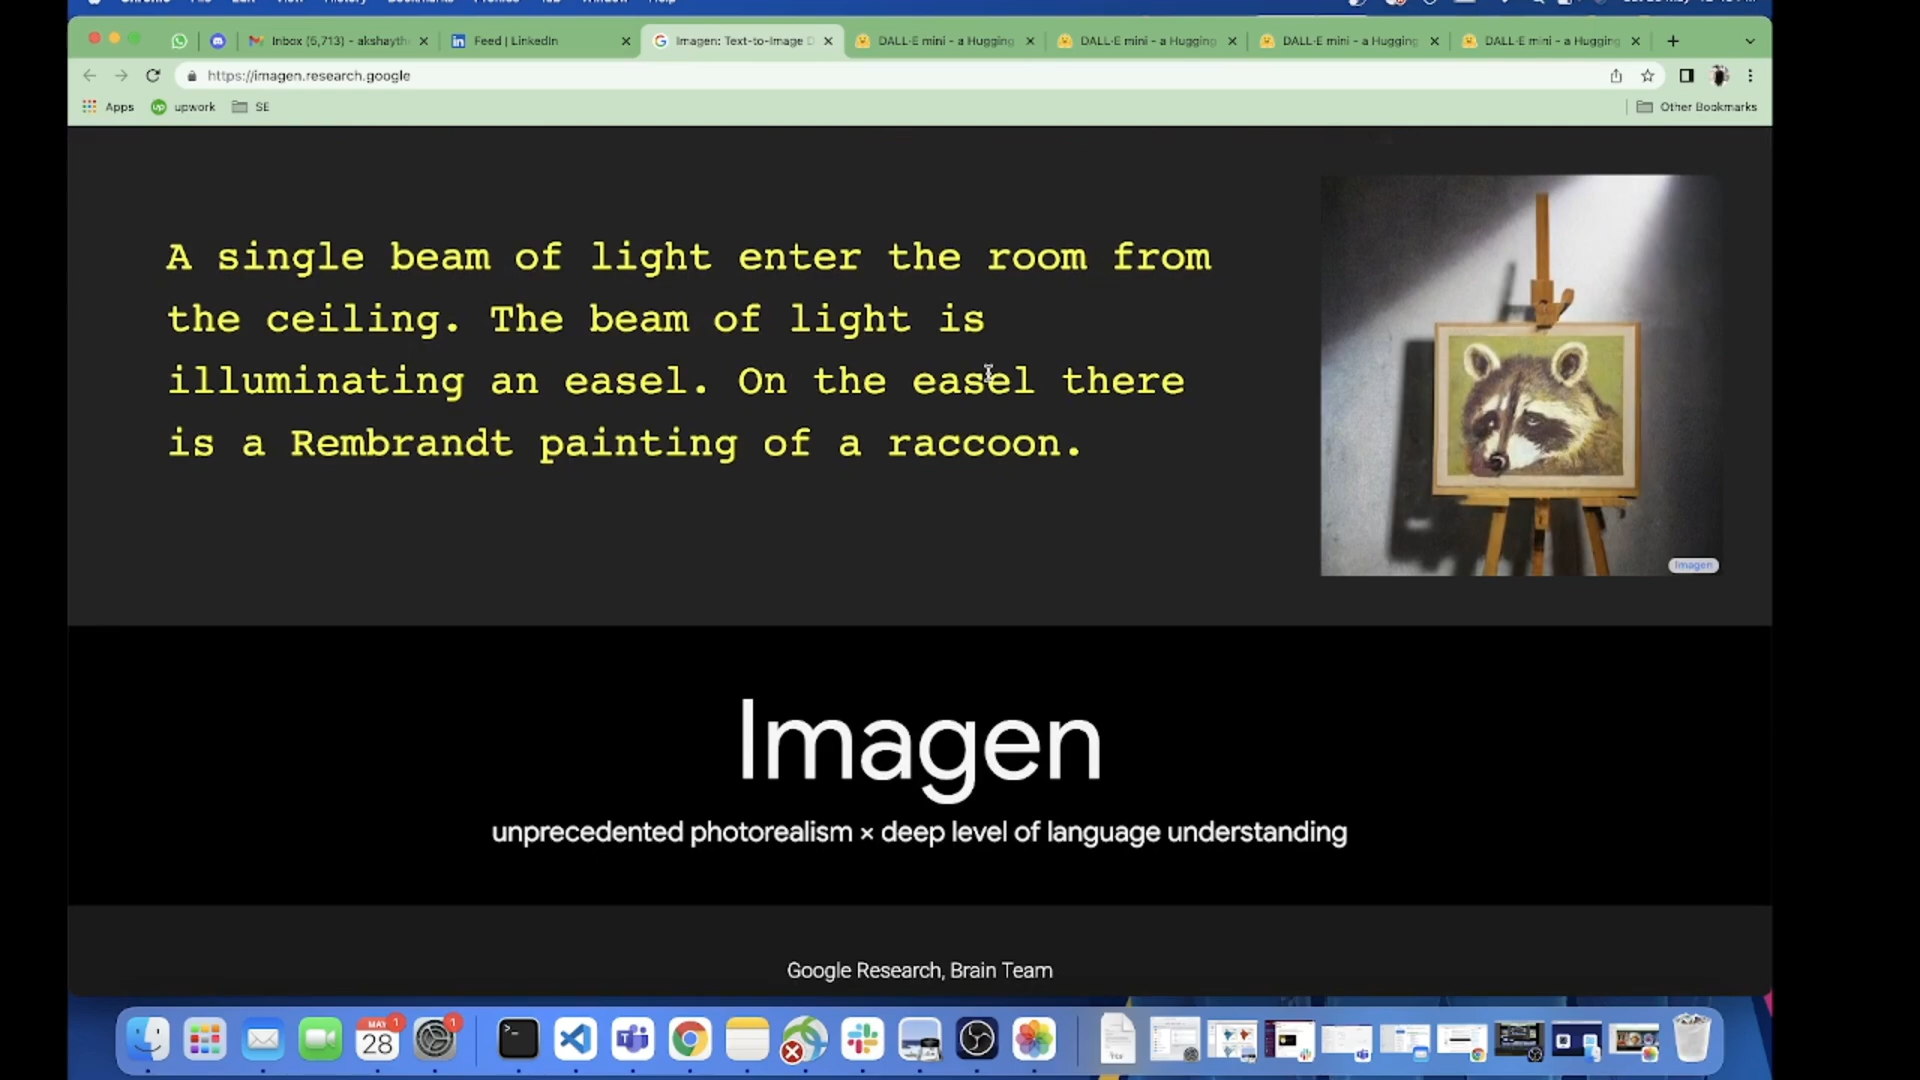 Inbox (5,713) - akshayth
Feed | LinkedIn
Imagen: Text-to-Image D
DALL·E mini - a Hugging
DALL·E mini - a Hugging
DALL·E mini - a Hugging
DALL·E mini - a Hugging
https://imagen.research.google
Apps
upwork
SE
Other Bookmarks
A single beam of light enter the room from
the ceiling. The beam of light is
illuminating an easel. On the easel there
is a Rembrandt painting of a raccoon.
Imagen
Imagen
unprecedented photorealism × deep level of language understanding
Google Research, Brain Team
MAY
28
1
1